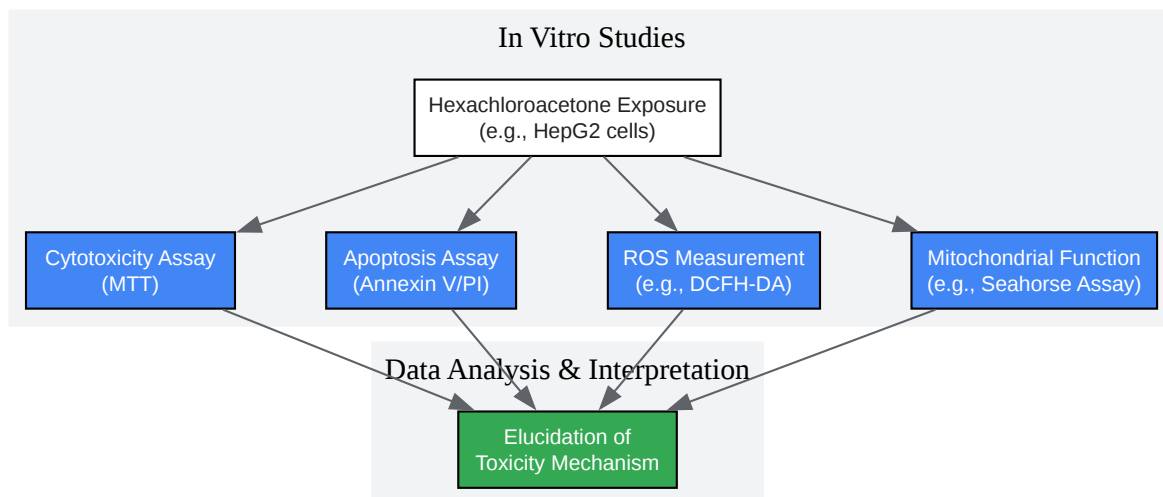 In Vitro Studies
Hexachloroacetone Exposure
(e.g., HepG2 cells)
Cytotoxicity Assay
(MTT)
Apoptosis Assay
(Annexin V/PI)
ROS Measurement
(e.g., DCFH-DA)
Mitochondrial Function
(e.g., Seahorse Assay)
Data Analysis & Interpretation
Elucidation of
Toxicity Mechanism